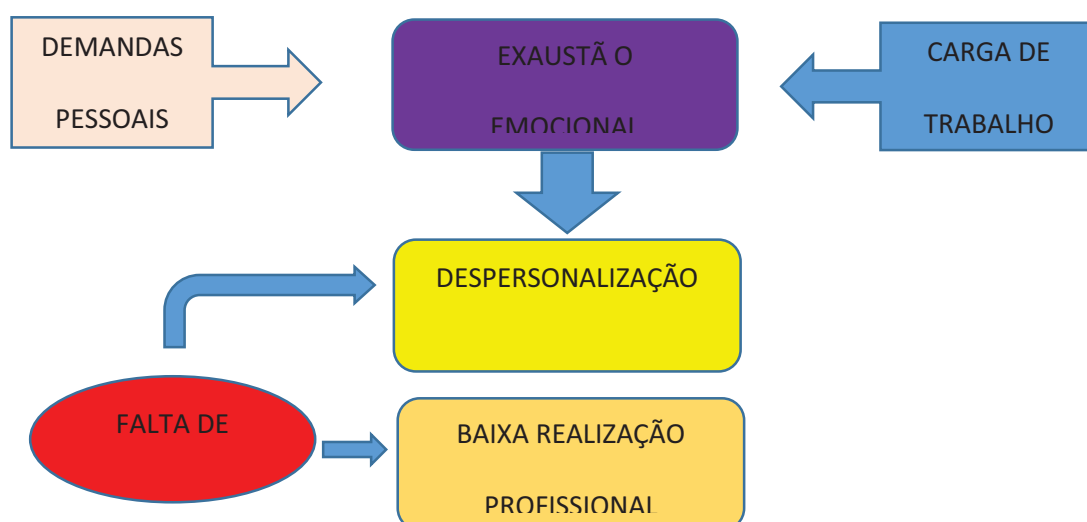 DEMANDAS
PESSOAIS
EXAUSTÃ O
EMOCIONAL
CARGA DE
TRABALHO
DESPERSONALIZAÇÃO
FALTA DE
BAIXA REALIZAÇÃO
PROFISSIONAL